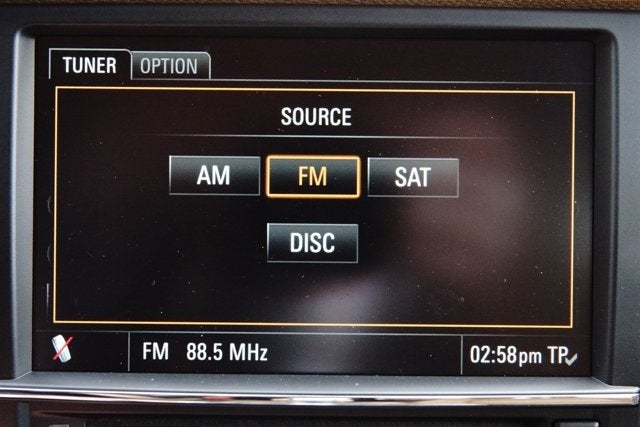 TUNER OPTION
SOURCE
AM FM SAT
DISC
FM 88.5 MHz 02:58pm TP